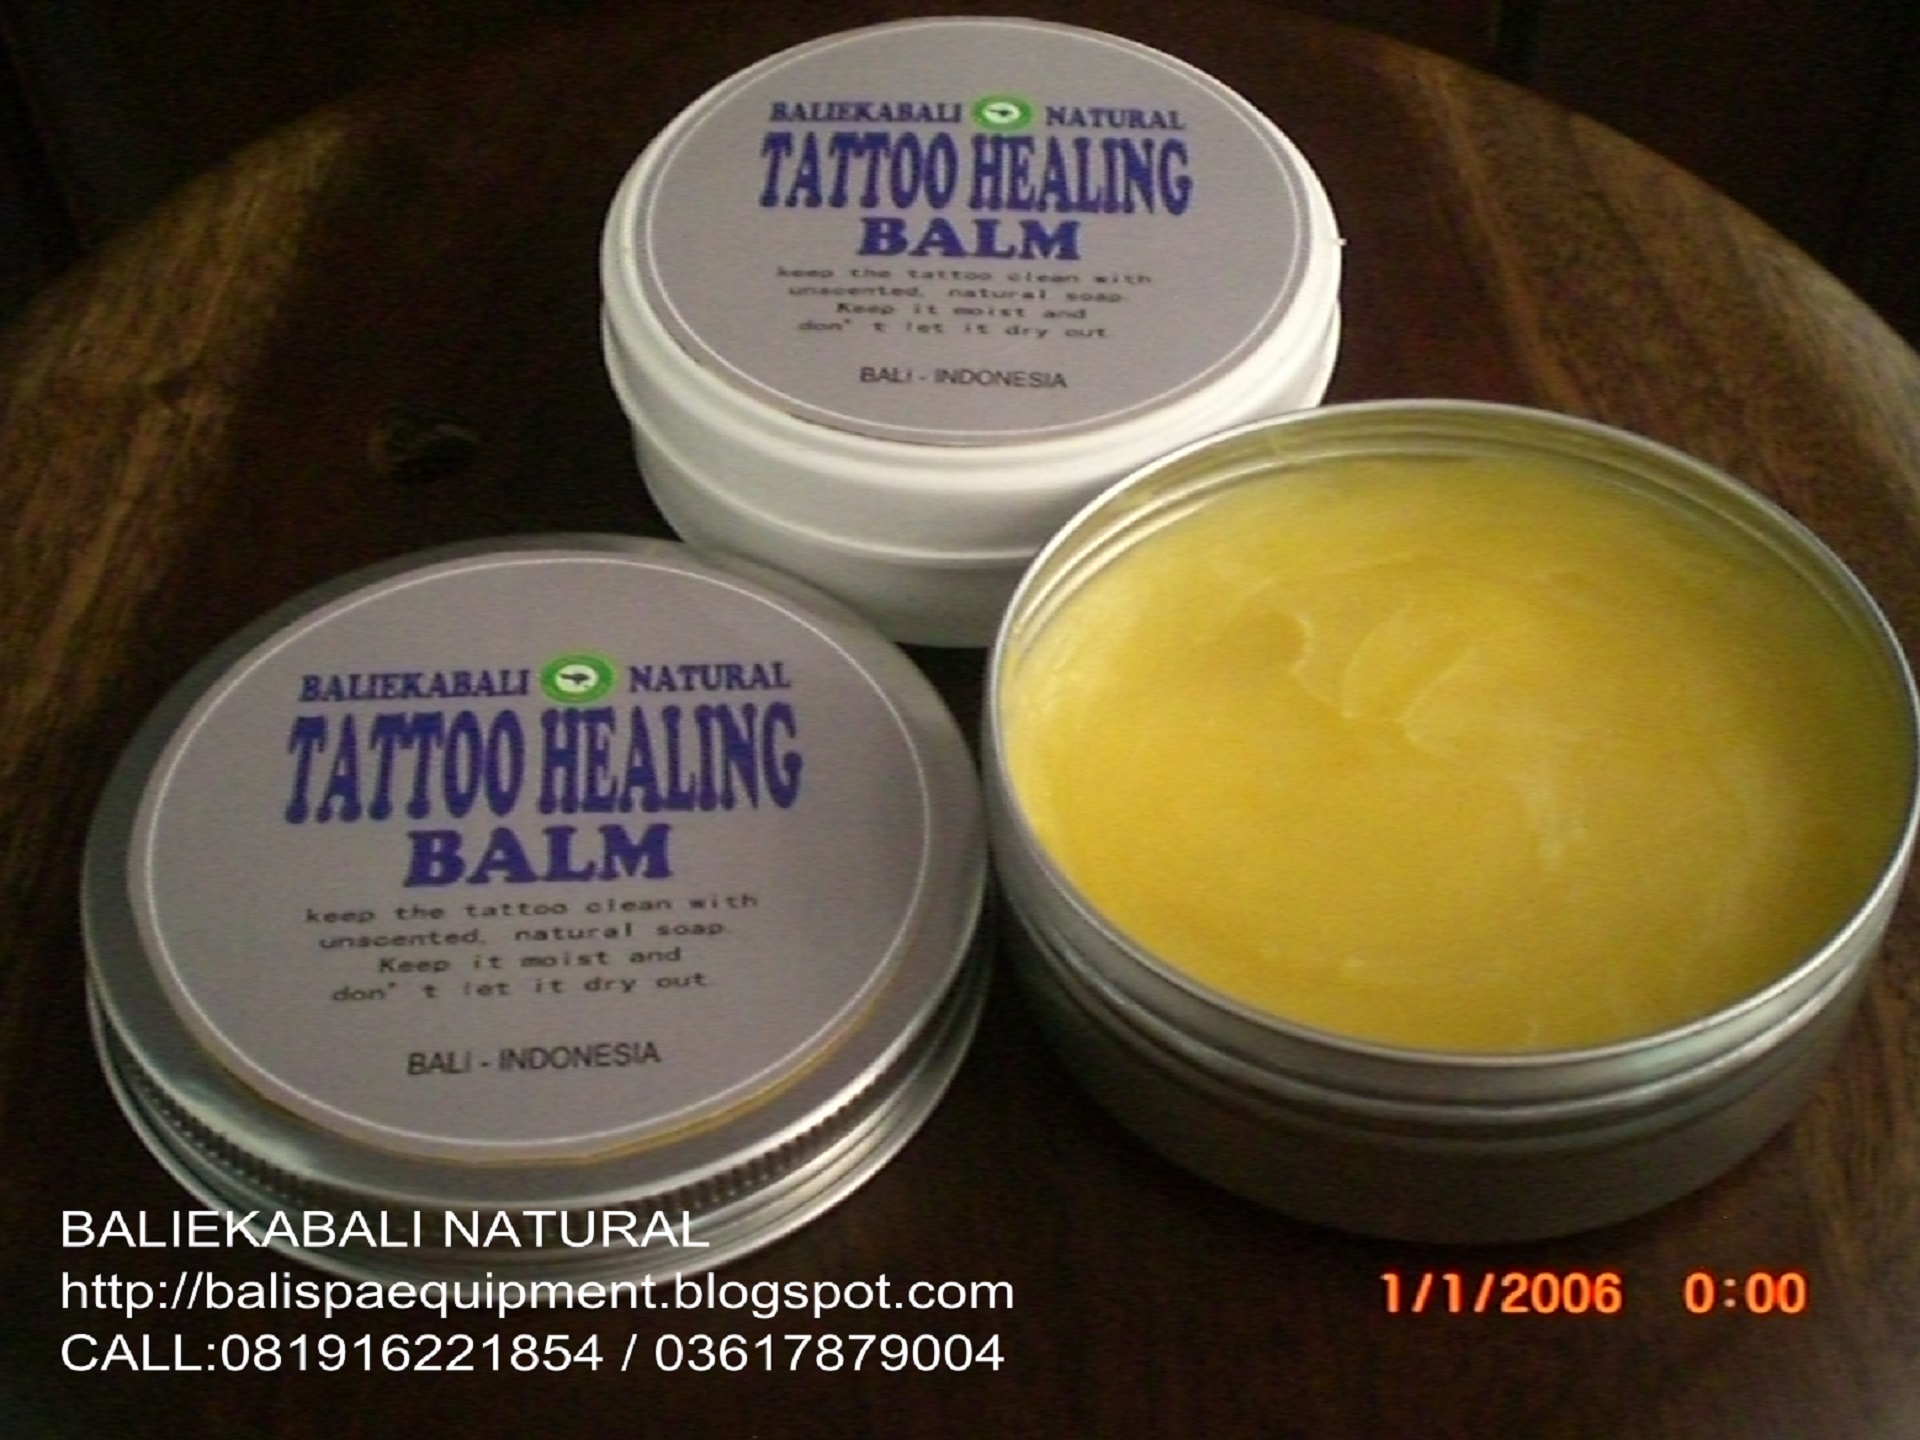 BALIEKABALI NATURAL
TATTOO HEALING
BALM
keep the tattoo clean with
unscented, natural soap.
Keep it moist and
don't let it dry out.
BALI - INDONESIA
BALIEKABALI NATURAL
TATTOO HEALING
BALM
keep the tattoo clean with
unscented, natural soap.
Keep it moist and
don't let it dry out.
BALI - INDONESIA
BALIEKABALI NATURAL
http://balispaequipment.blogspot.com
CALL:081916221854 / 03617879004
1/1/2006 0:00